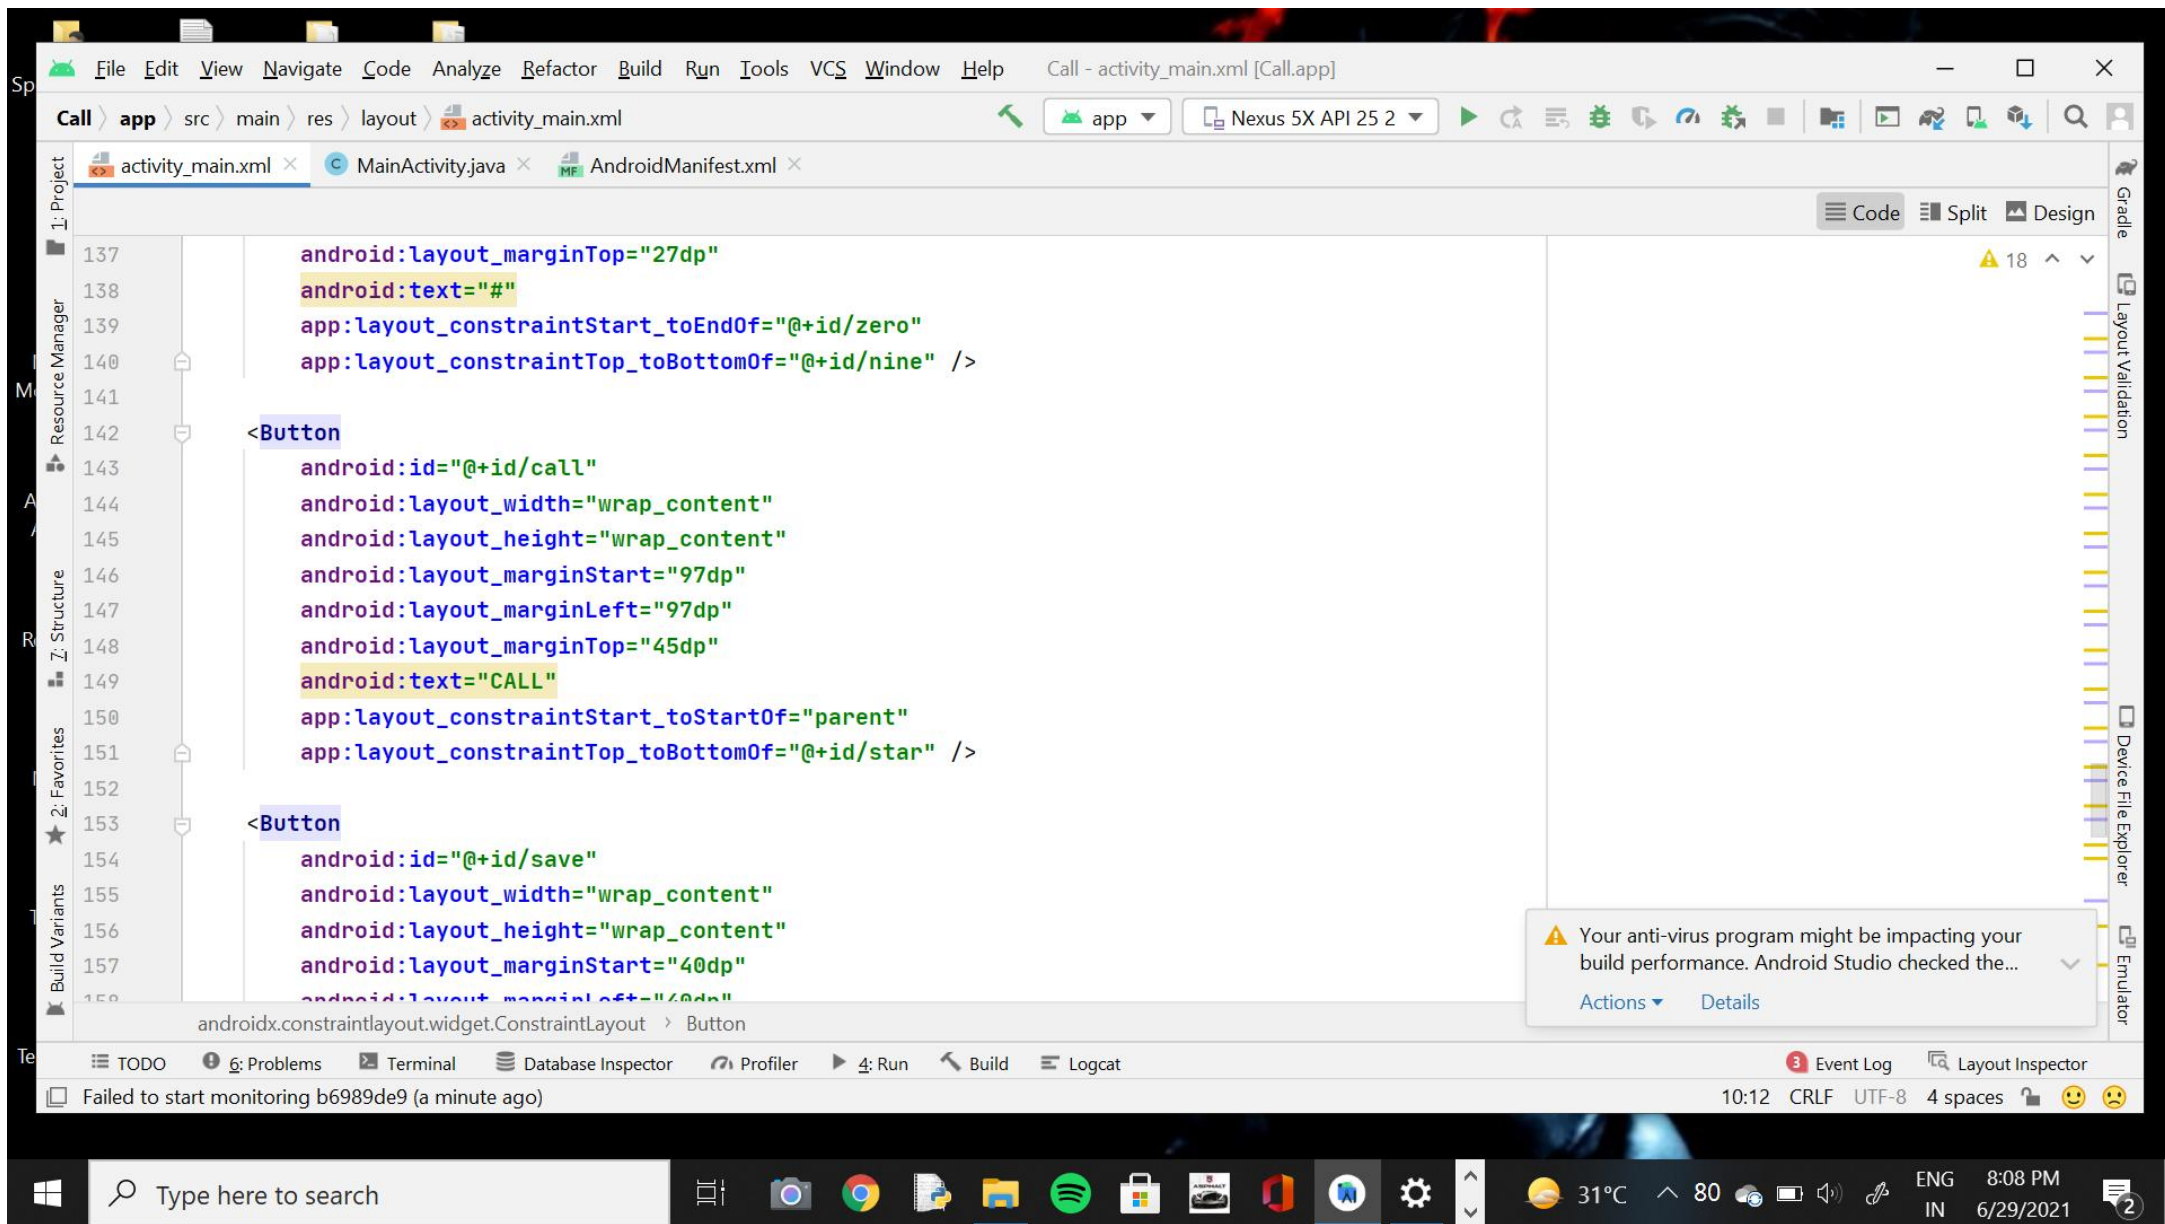 Sp
File Edit View Navigate Code Analyze Refactor Build Run Tools VCS Window Help Call - activity_main.xml [Call.app]
Call app src main res layout activity_main.xml app Nexus 5X API 25 2
activity_main.xml MainActivity.java AndroidManifest.xml
Code Split Design
1: Project
Resource Manager
Z: Structure
2: Favorites
Build Variants
137 android:layout_marginTop="27dp"
138 android:text="#"
139 app:layout_constraintStart_toEndOf="@+id/zero"
140 app:layout_constraintTop_toBottomOf="@+id/nine" />
141
142 <Button
143 android:id="@+id/call"
144 android:layout_width="wrap_content"
145 android:layout_height="wrap_content"
146 android:layout_marginStart="97dp"
147 android:layout_marginLeft="97dp"
148 android:layout_marginTop="45dp"
149 android:text="CALL"
150 app:layout_constraintStart_toStartOf="parent"
151 app:layout_constraintTop_toBottomOf="@+id/star" />
152
153 <Button
154 android:id="@+id/save"
155 android:layout_width="wrap_content"
156 android:layout_height="wrap_content"
157 android:layout_marginStart="40dp"
158 android:layout_marginLeft="40dp"
18
Gradle
Layout Validation
Device File Explorer
Emulator
Your anti-virus program might be impacting your
build performance. Android Studio checked the...
Actions Details
androidx.constraintlayout.widget.ConstraintLayout Button
Te
TODO 6: Problems Terminal Database Inspector Profiler 4: Run Build Logcat 3 Event Log Layout Inspector
Failed to start monitoring b6989de9 (a minute ago) 10:12 CRLF UTF-8 4 spaces
Type here to search 31°C 80 ENG 8:08 PM
IN 6/29/2021 2